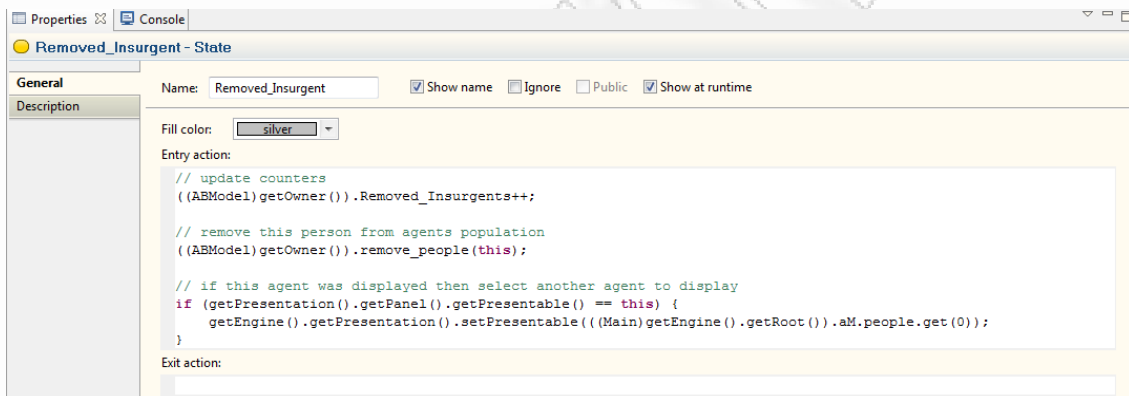 Properties Console
Removed_Insurgent - State
General
Name: Removed_Insurgent Show name Ignore Public Show at runtime
Description
Fill color: silver
Entry action:
// update counters
((ABModel)getOwner()).Removed_Insurgents++;
// remove this person from agents population
((ABModel)getOwner()).remove_people(this);
// if this agent was displayed then select another agent to display
if (getPresentation().getPanel().getPresentable() == this) {
getEngine().getPresentation().setPresentable(((Main)getEngine().getRoot()).aM.people.get(0));
}
Exit action: